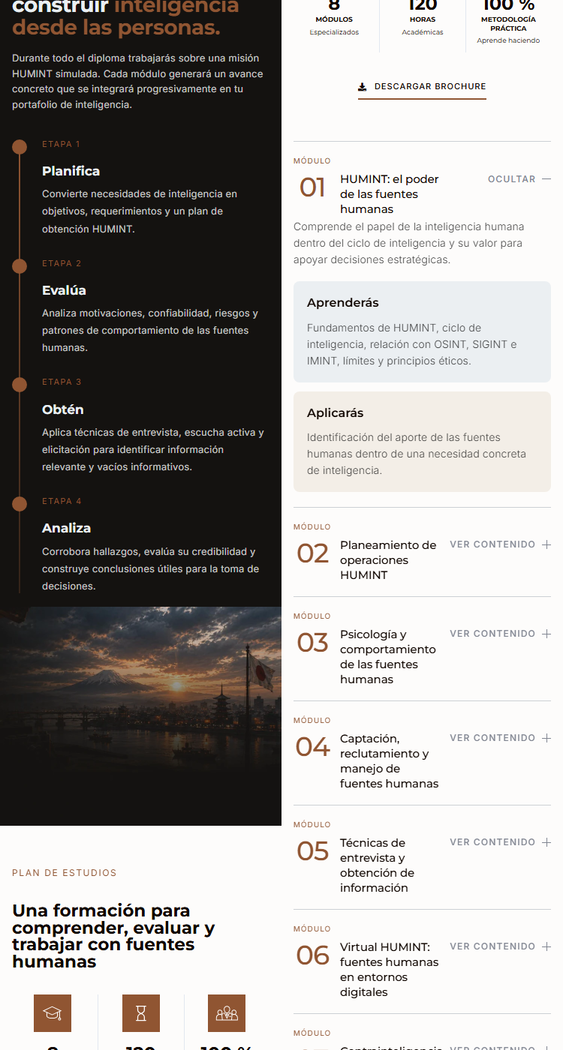 construir inteligencia
desde las personas.
Durante todo el diploma trabajarás sobre una misión
HUMINT simulada. Cada módulo generará un avance
concreto que se integrará progresivamente en tu
portafolio de inteligencia.
ETAPA 1
Planifica
Convierte necesidades de inteligencia en
objetivos, requerimientos y un plan de
obtención HUMINT.
ETAPA 2
Evalúa
Analiza motivaciones, confiabilidad, riesgos y
patrones de comportamiento de las fuentes
humanas.
ETAPA 3
Obtén
Aplica técnicas de entrevista, escucha activa y
elicitación para identificar información
relevante y vacíos informativos.
ETAPA 4
Analiza
Corrobora hallazgos, evalúa su credibilidad y
construye conclusiones útiles para la toma de
decisiones.
PLAN DE ESTUDIOS
Una formación para
comprender, evaluar y
trabajar con fuentes
humanas
8 120 100 %
8 120 100 %
MÓDULOS HORAS METODOLOGÍA
PRÁCTICA
Especializados Académicas Aprende haciendo
DESCARGAR BROCHURE
MÓDULO
01 HUMINT: el poder OCULTAR
de las fuentes
humanas
Comprende el papel de la inteligencia humana
dentro del ciclo de inteligencia y su valor para
apoyar decisiones estratégicas.
Aprenderás
Fundamentos de HUMINT, ciclo de
inteligencia, relación con OSINT, SIGINT e
IMINT, límites y principios éticos.
Aplicarás
Identificación del aporte de las fuentes
humanas dentro de una necesidad concreta
de inteligencia.
MÓDULO
02 Planeamiento de VER CONTENIDO
operaciones
HUMINT
MÓDULO
03 Psicología y VER CONTENIDO
comportamiento
de las fuentes
humanas
MÓDULO
04 Captación, VER CONTENIDO
reclutamiento y
manejo de
fuentes humanas
MÓDULO
05 Técnicas de VER CONTENIDO
entrevista y
obtención de
información
MÓDULO
06 Virtual HUMINT: VER CONTENIDO
fuentes humanas
en entornos
digitales
MÓDULO
Contrainteligencia VER CONTENIDO